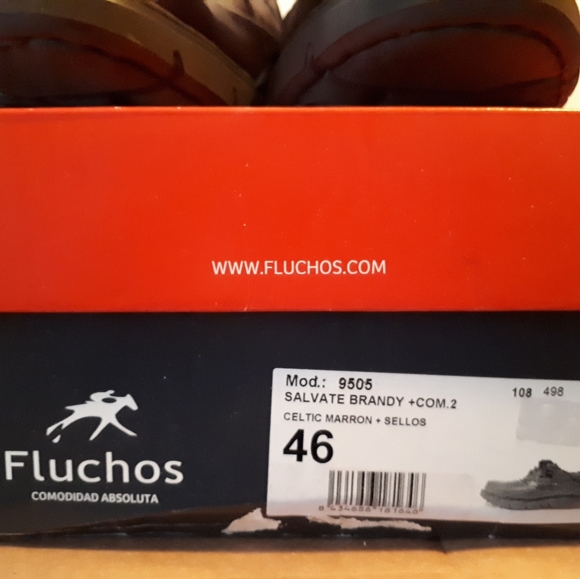 WWW.FLUCHOS.COM
Mod.: 9505
SALVATE BRANDY +COM.2
108 498
CELTIC MARRON + SELLOS
46
Fluchos
COMODIDAD ABSOLUTA